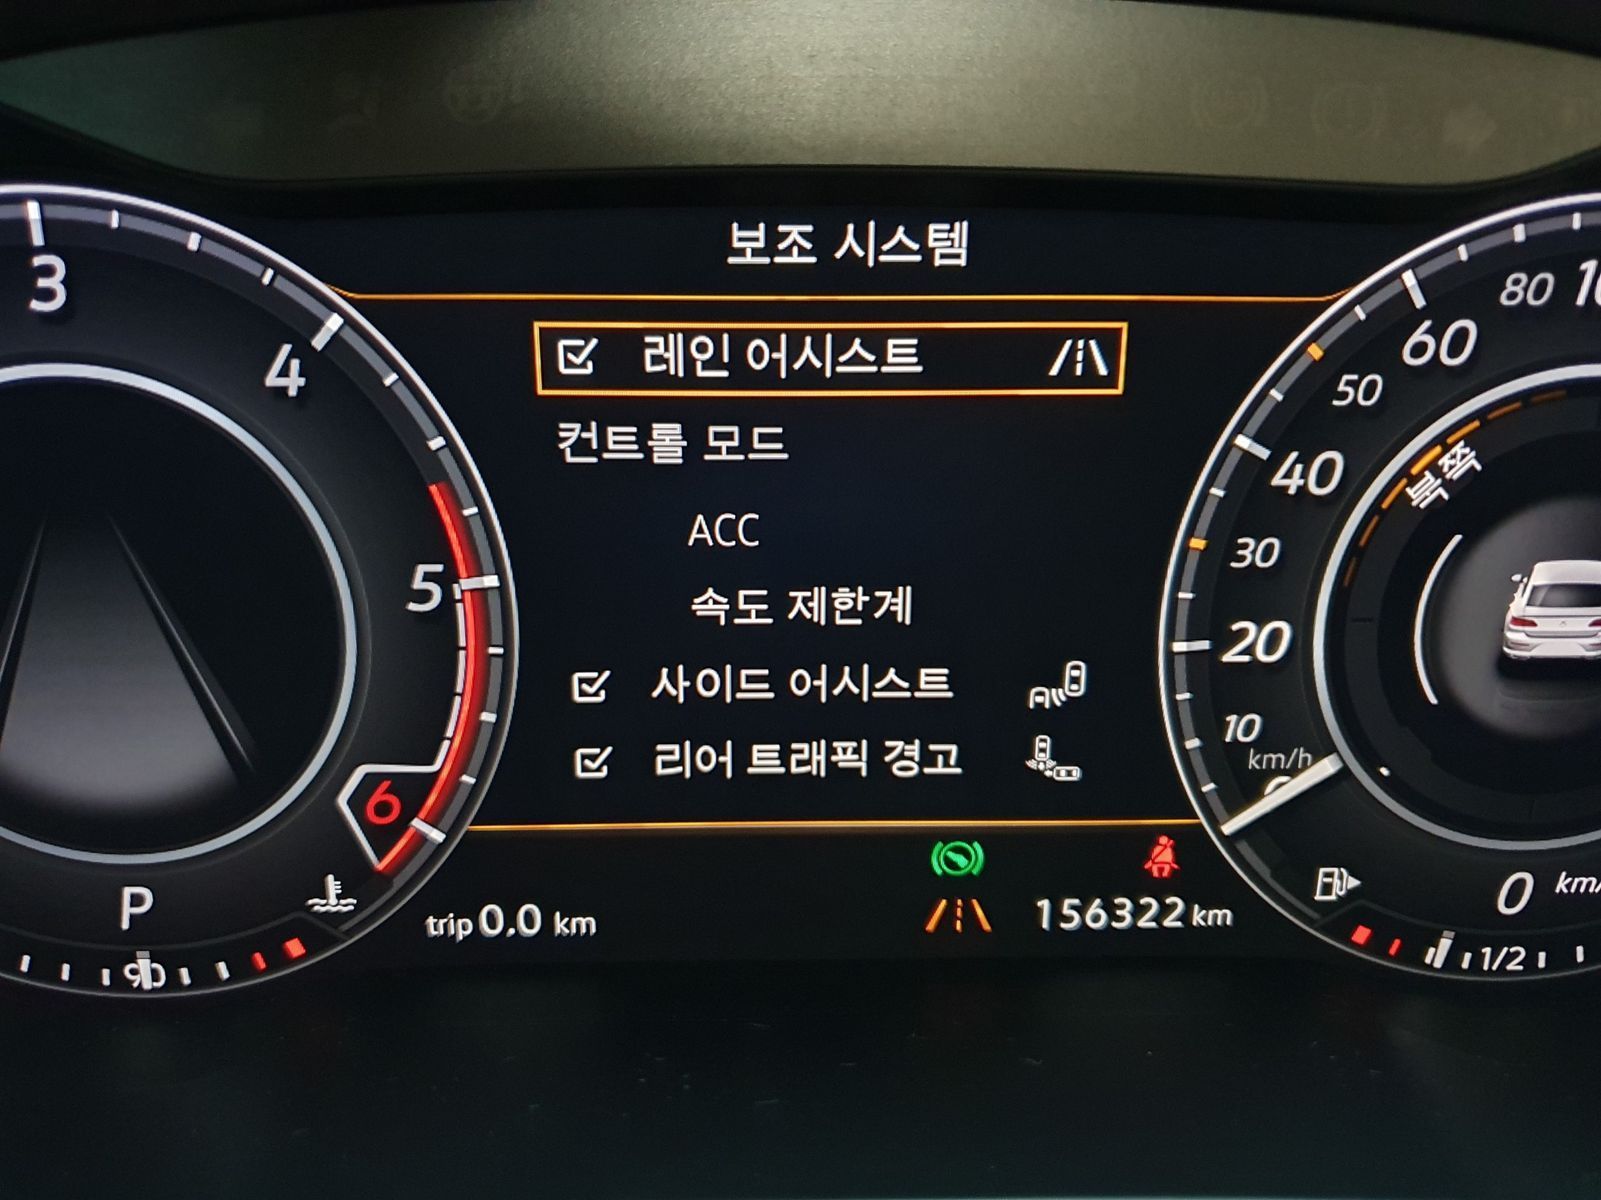 보조 시스템
레인 어시스트
컨트롤 모드
ACC
속도 제한계
사이드 어시스트
리어 트래픽 경고
trip 0.0 km
156322 km
3
4
5
6
P
90
80
60
50
40
30
20
10
km/h
북쪽
0
1/2